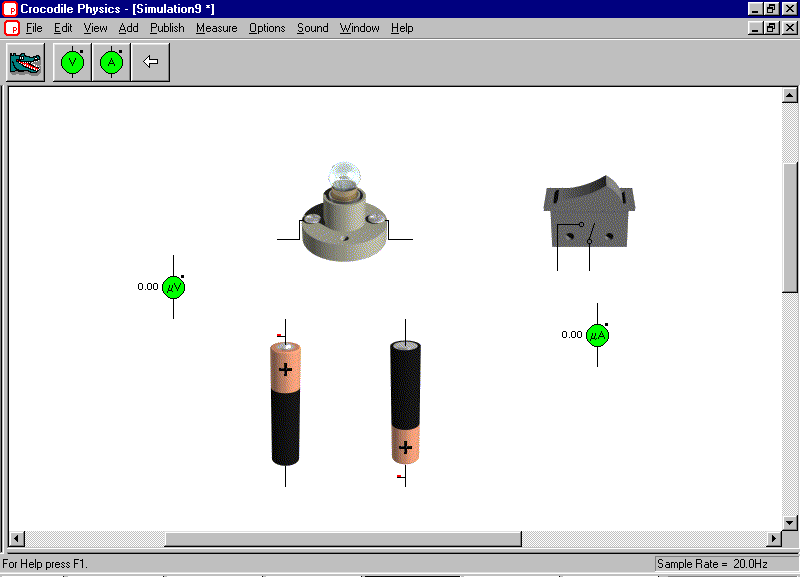 Crocodile Physics - [Simulation9 *]
File Edit View Add Publish Measure Options Sound Window Help
V A
0.00 µV
0.00 µA
+ +
For Help press F1. Sample Rate = 20.0Hz